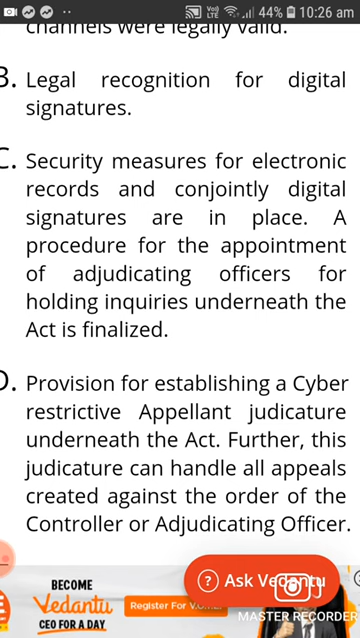 44% 10:26 am
channels were legally valid.
B. Legal recognition for digital
signatures.
C. Security measures for electronic
records and conjointly digital
signatures are in place. A
procedure for the appointment
of adjudicating officers for
holding inquiries underneath the
Act is finalized.
D. Provision for establishing a Cyber
restrictive Appellant judicature
underneath the Act. Further, this
judicature can handle all appeals
created against the order of the
Controller or Adjudicating Officer.
? Ask Vedantu
BECOME
Vedantu
CEO FOR A DAY
Register For
MASTER RECORDER